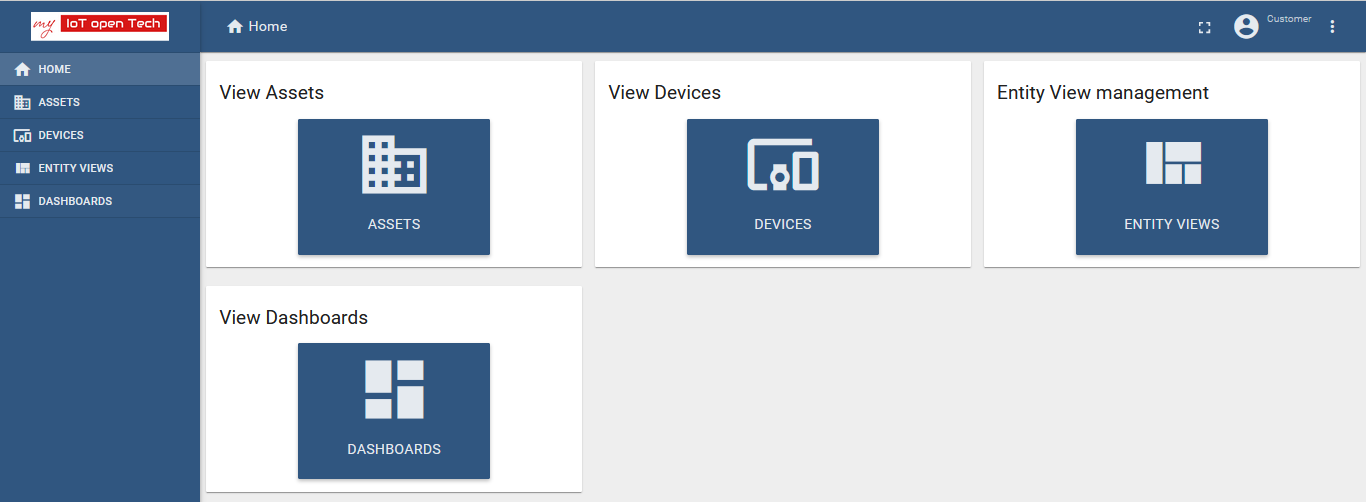 my IoT open Tech
Home
Customer
HOME
ASSETS
DEVICES
ENTITY VIEWS
DASHBOARDS
View Assets
ASSETS
View Devices
DEVICES
Entity View management
ENTITY VIEWS
View Dashboards
DASHBOARDS